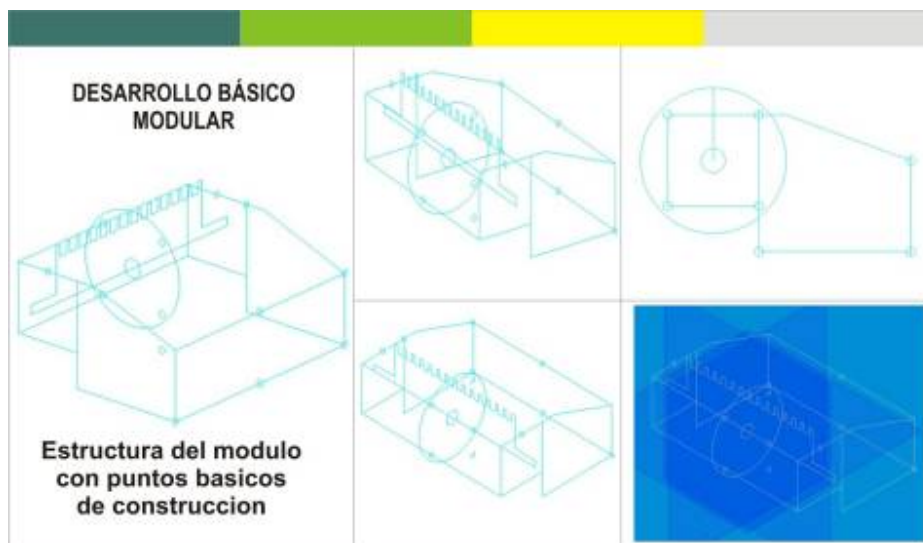 DESARROLLO BÁSICO
MODULAR
Estructura del modulo
con puntos basicos
de construccion